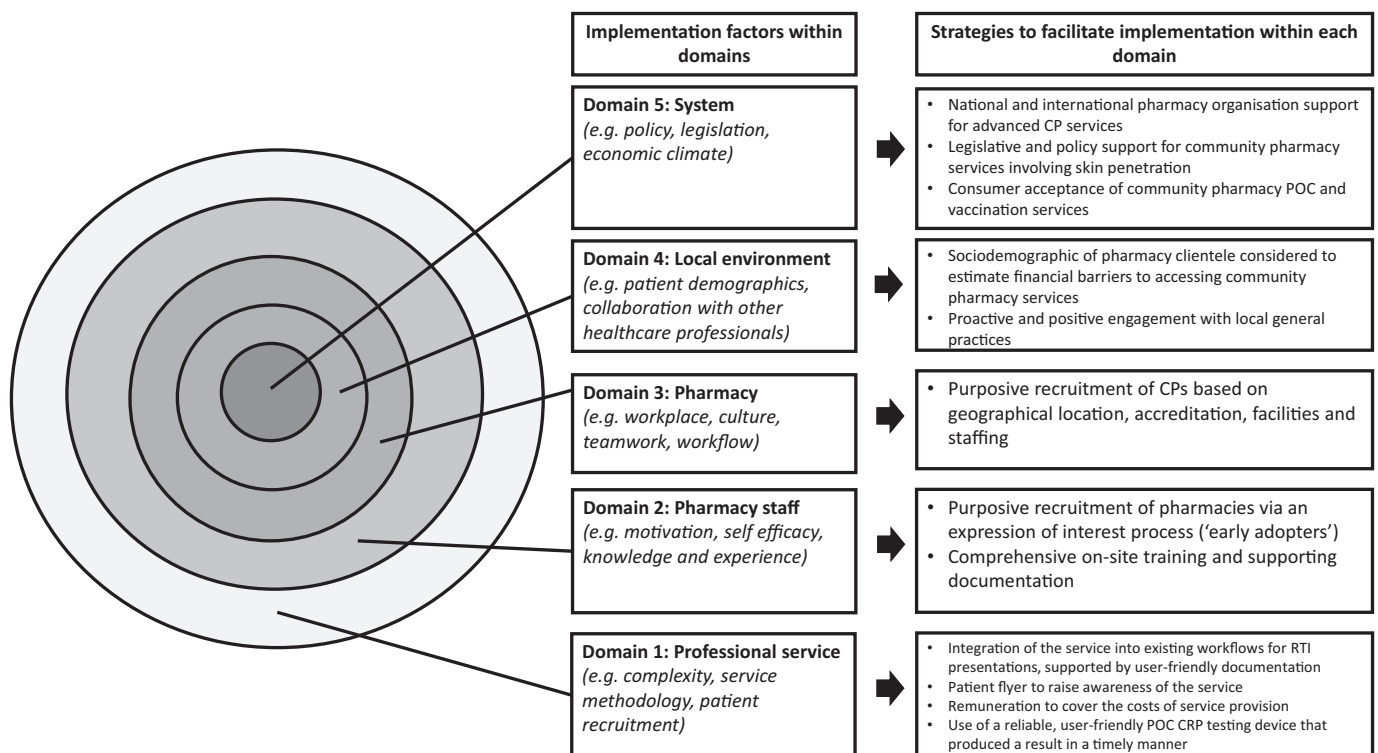 Implementation factors within
domains
Strategies to facilitate implementation within each
domain
Domain 5: System
(e.g. policy, legislation,
economic climate)
• National and international pharmacy organisation support
for advanced CP services
• Legislative and policy support for community pharmacy
services involving skin penetration
• Consumer acceptance of community pharmacy POC and
vaccination services
Domain 4: Local environment
(e.g. patient demographics,
collaboration with other
healthcare professionals)
• Sociodemographic of pharmacy clientele considered to
estimate financial barriers to accessing community
pharmacy services
• Proactive and positive engagement with local general
practices
Domain 3: Pharmacy
(e.g. workplace, culture,
teamwork, workflow)
• Purposive recruitment of CPs based on
geographical location, accreditation, facilities and
staffing
Domain 2: Pharmacy staff
(e.g. motivation, self efficacy,
knowledge and experience)
• Purposive recruitment of pharmacies via an
expression of interest process (‘early adopters’)
• Comprehensive on-site training and supporting
documentation
Domain 1: Professional service
(e.g. complexity, service
methodology, patient
recruitment)
• Integration of the service into existing workflows for RTI
presentations, supported by user-friendly documentation
• Patient flyer to raise awareness of the service
• Remuneration to cover the costs of service provision
• Use of a reliable, user-friendly POC CRP testing device that
produced a result in a timely manner